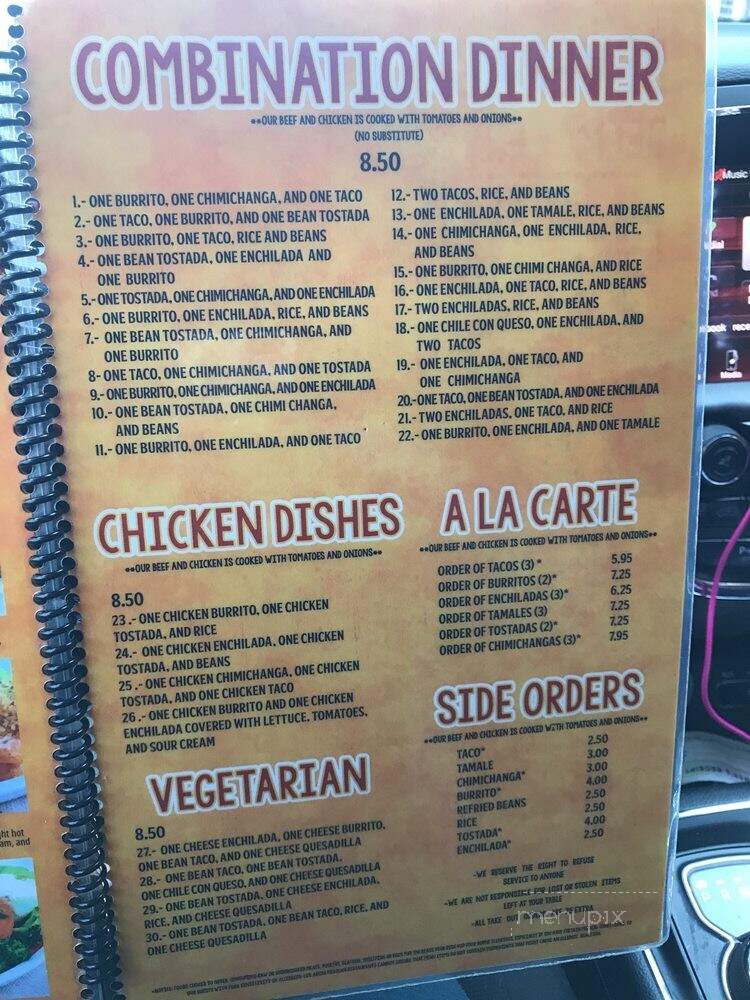 COMBINATION DINNER
**OUR BEEF AND CHICKEN IS COOKED WITH TOMATOES AND ONIONS**
(NO SUBSTITUTE)
8.50
1.- ONE BURRITO, ONE CHIMICHANGA, AND ONE TACO
2.- ONE TACO, ONE BURRITO, AND ONE BEAN TOSTADA
3.- ONE BURRITO, ONE TACO, RICE AND BEANS
4.- ONE BEAN TOSTADA, ONE ENCHILADA AND
ONE BURRITO
5.-ONE TOSTADA, ONE CHIMICHANGA, AND ONE ENCHILADA
6.- ONE BURRITO, ONE ENCHILADA, RICE, AND BEANS
7.- ONE BEAN TOSTADA, ONE CHIMICHANGA, AND
ONE BURRITO
8- ONE TACO, ONE CHIMICHANGA, AND ONE TOSTADA
9.- ONE BURRITO, ONE CHIMICHANGA, AND ONE ENCHILADA
10.- ONE BEAN TOSTADA, ONE CHIMI CHANGA,
AND BEANS
11.- ONE BURRITO, ONE ENCHILADA, AND ONE TACO
12.- TWO TACOS, RICE, AND BEANS
13.- ONE ENCHILADA, ONE TAMALE, RICE, AND BEANS
14.- ONE CHIMICHANGA, ONE ENCHILADA, RICE,
AND BEANS
15.- ONE BURRITO, ONE CHIMI CHANGA, AND RICE
16.- ONE ENCHILADA, ONE TACO, RICE, AND BEANS
17.- TWO ENCHILADAS, RICE, AND BEANS
18.- ONE CHILE CON QUESO, ONE ENCHILADA, AND
TWO TACOS
19.- ONE ENCHILADA, ONE TACO, AND
ONE CHIMICHANGA
20.-ONE TACO, ONE BEAN TOSTADA, AND ONE ENCHILADA
21.- TWO ENCHILADAS, ONE TACO, AND RICE
22.- ONE BURRITO, ONE ENCHILADA, AND ONE TAMALE
CHICKEN DISHES
**OUR BEEF AND CHICKEN IS COOKED WITH TOMATOES AND ONIONS**
8.50
23 .- ONE CHICKEN BURRITO, ONE CHICKEN
TOSTADA, AND RICE
24.- ONE CHICKEN ENCHILADA, ONE CHICKEN
TOSTADA, AND BEANS
25 .- ONE CHICKEN CHIMICHANGA, ONE CHICKEN
TOSTADA, AND ONE CHICKEN TACO
26 .- ONE CHICKEN BURRITO AND ONE CHICKEN
ENCHILADA COVERED WITH LETTUCE, TOMATOES,
AND SOUR CREAM
VEGETARIAN
8.50
27.- ONE CHEESE ENCHILADA, ONE CHEESE BURRITO,
ONE BEAN TACO, AND ONE CHEESE QUESADILLA
28.- ONE BEAN TACO, ONE BEAN TOSTADA,
ONE CHILE CON QUESO, AND ONE CHEESE QUESADILLA
29.- ONE BEAN TOSTADA, ONE CHEESE ENCHILADA,
RICE, AND CHEESE QUESADILLA
30.- ONE BEAN TOSTADA, ONE BEAN TACO, RICE, AND
ONE CHEESE QUESADILLA
A LA CARTE
**OUR BEEF AND CHICKEN IS COOKED WITH TOMATOES AND ONIONS**
ORDER OF TACOS (3) * 5.95
ORDER OF BURRITOS (2)* 7.25
ORDER OF ENCHILADAS (3)* 6.25
ORDER OF TAMALES (3) 7.25
ORDER OF TOSTADAS (2)* 7.25
ORDER OF CHIMICHANGAS (3)* 7.95
SIDE ORDERS
**OUR BEEF AND CHICKEN IS COOKED WITH TOMATOES AND ONIONS**
TACO* 2.50
TAMALE 3.00
CHIMICHANGA* 3.00
BURRITO* 4.00
REFRIED BEANS 2.50
RICE 2.50
TOSTADA* 4.00
ENCHILADA* 2.50
-WE RESERVE THE RIGHT TO REFUSE
SERVICE TO ANYONE
-WE ARE NOT RESPONSIBLE OF STOLEN ITEMS
LEFT AT YOUR TABLE
-ALL TAKE EXTRA
menupix
Music
Media
ght hot
am, and